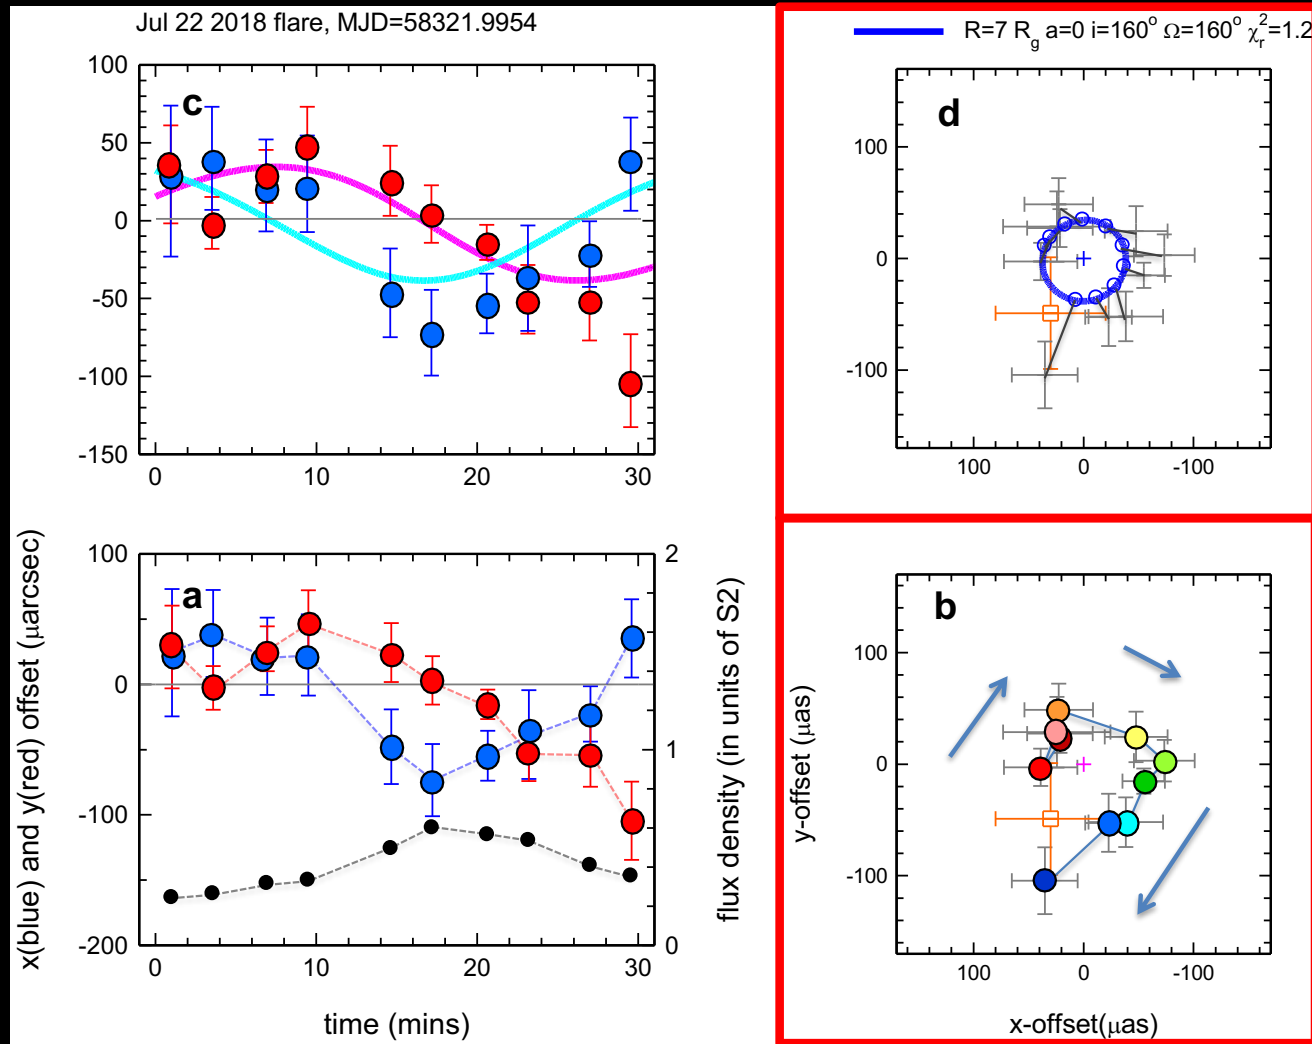 Jul 22 2018 flare, MJD=58321.9954
R=7 R_g a=0 i=160° Ω=160° χ_r²=1.2
c
100
50
0
-50
-100
-150
0 10 20 30
d
100
0
-100
100 0 -100
a
100
0
-100
-200
0 10 20 30
2
1
0
x(blue) and y(red) offset (μarcsec)
flux density (in units of S2)
time (mins)
b
100
0
-100
100 0 -100
y-offset (μas)
x-offset(μas)